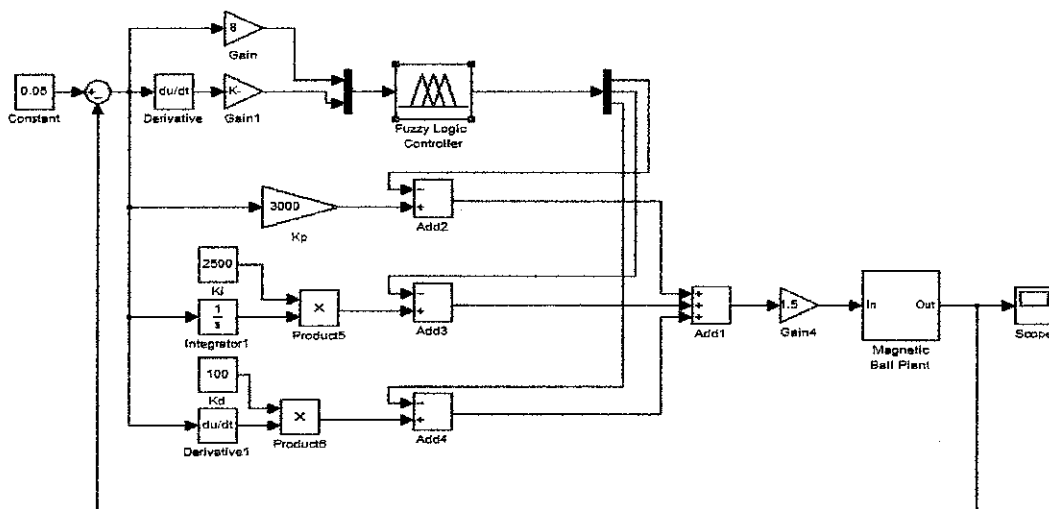 8
Gain
0.05
Constant
+
−
du/dt
Derivative
K-
Gain1
Fuzzy Logic
Controller
3000
Kp
−
+
Add2
2500
Ki
1
s
Integrator1
×
Product5
−
+
Add3
100
Kd
du/dt
Derivative1
×
Product6
−
+
Add4
+
+
+
Add1
1.5
Gain4
In
Out
Magnetic
Ball Plant
Scope